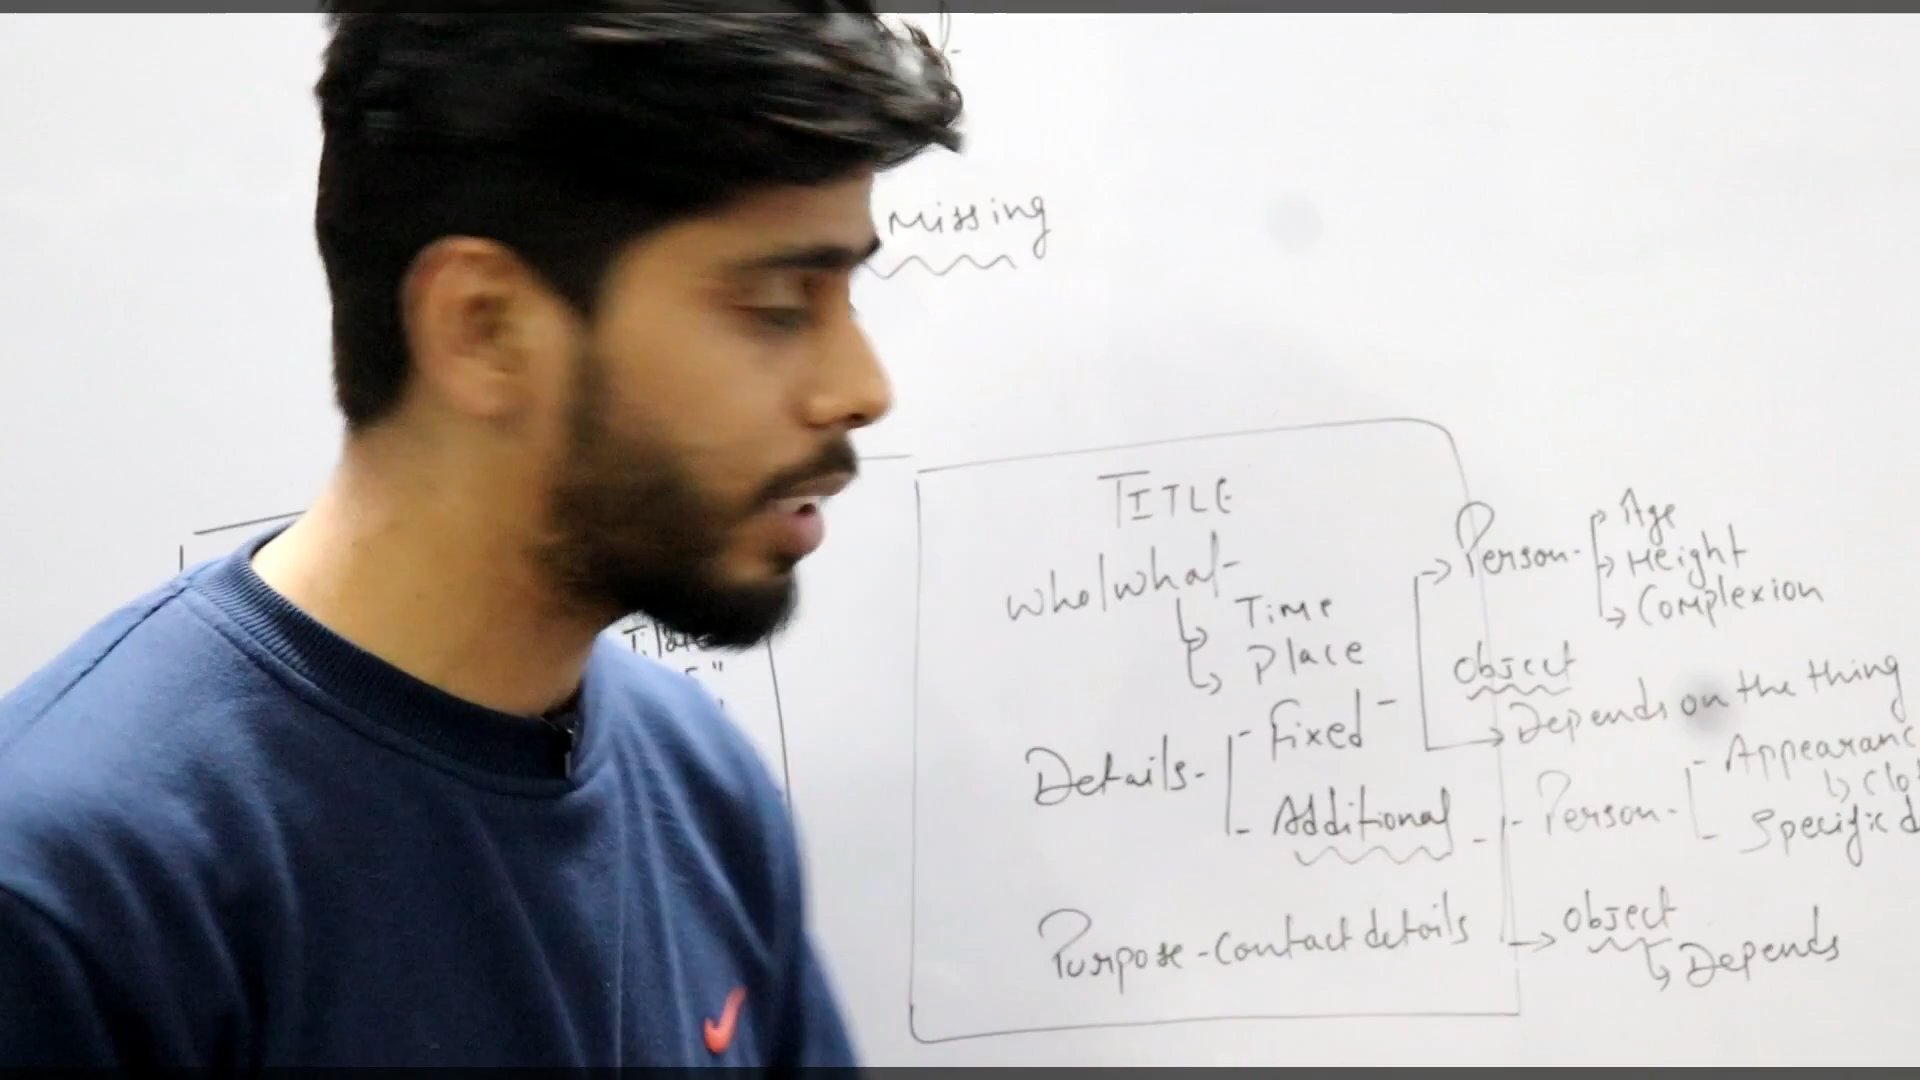 Missing
TITLE
Who/what-
Time
Place
Details-
Fixed -
Additional -
Purpose-Contact details
Person-
Age
Height
Complexion
Object
Depends on the thing
Person-
Appearanc
Specific d
Object
Depends